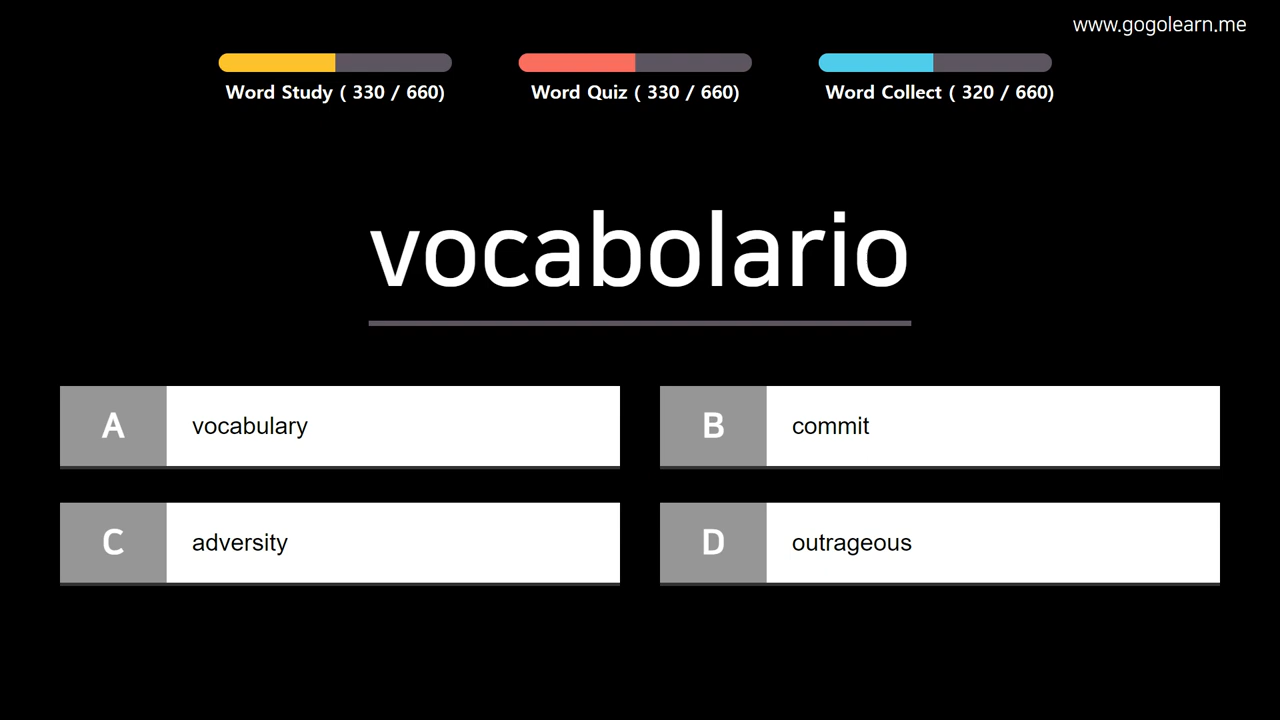 www.gogolearn.me
Word Study ( 330 / 660)
Word Quiz ( 330 / 660)
Word Collect ( 320 / 660)
vocabolario
A vocabulary
B commit
C adversity
D outrageous